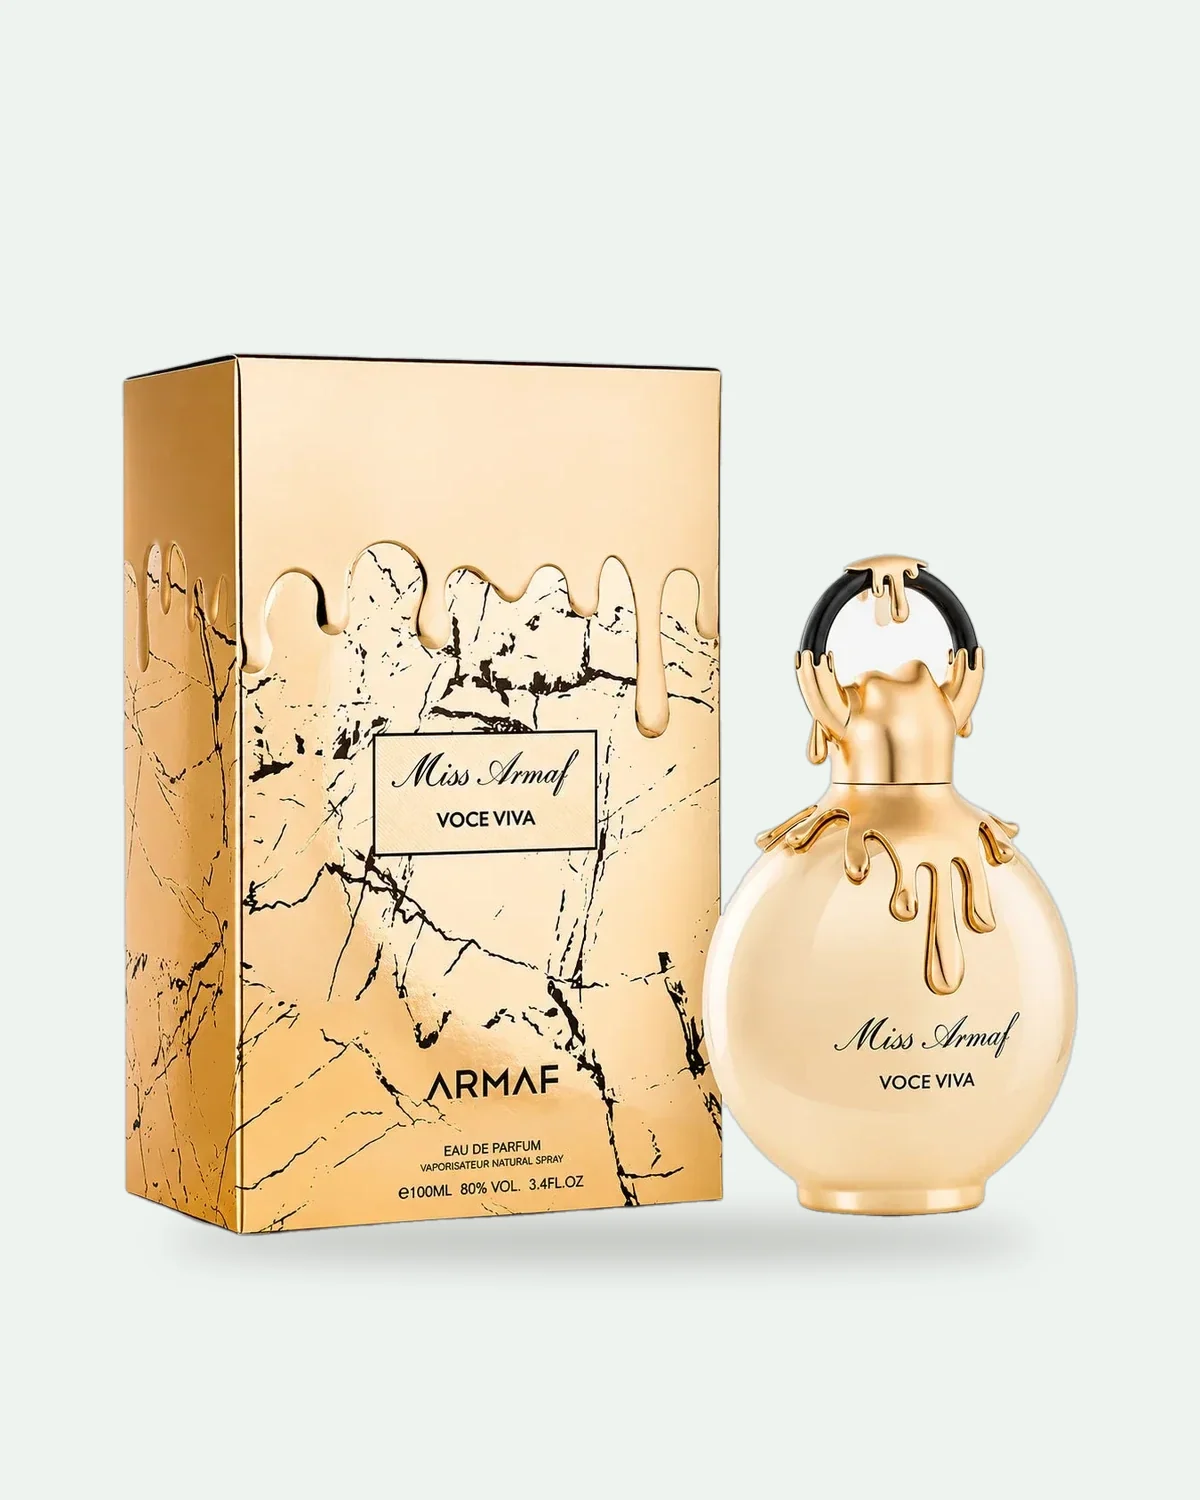 Miss Armaf
VOCE VIVA
ARMAF
EAU DE PARFUM
VAPORISATEUR NATURAL SPRAY
e100ML 80% VOL. 3.4FL.OZ
Miss Armaf
VOCE VIVA